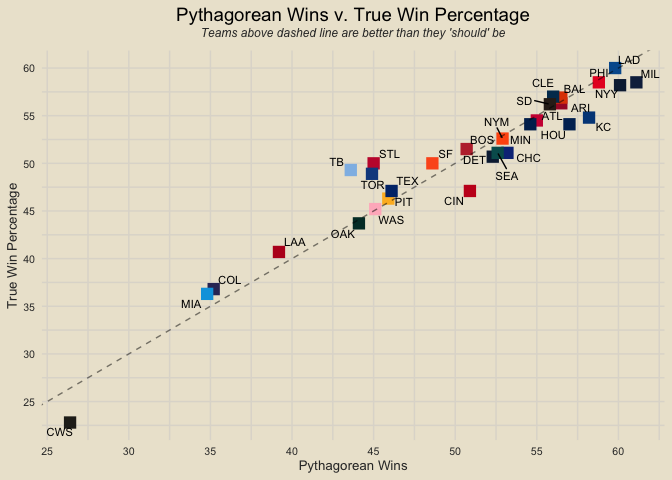 Pythagorean Wins v. True Win Percentage
Teams above dashed line are better than they 'should' be
True Win Percentage
60
55
50
45
40
35
30
25
LAD
PHI
MIL
NYY
CLE
BAL
SD
ARI
ATL
KC
NYM
HOU
BOS
MIN
DET
CHC
SEA
STL
SF
TB
TOR
TEX
CIN
PIT
WAS
OAK
LAA
COL
MIA
CWS
25
30
35
40
45
50
55
60
Pythagorean Wins